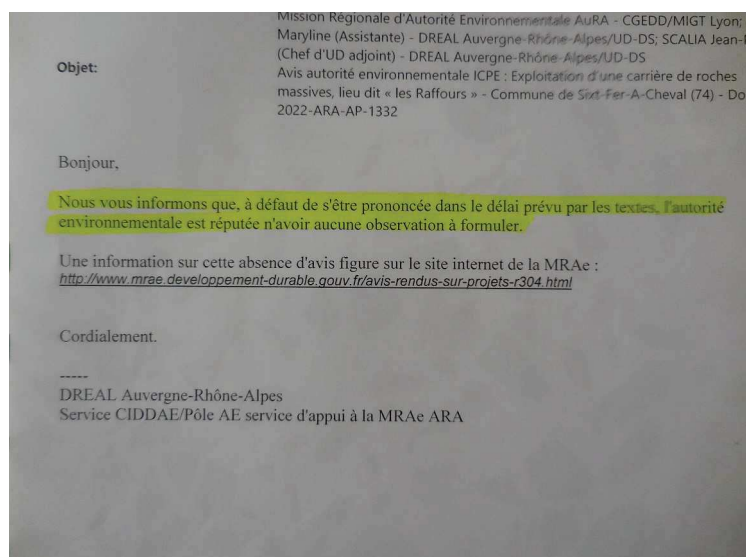 Mission Régionale d'Autorité Environnementale AuRA - CGEDD/MIGT Lyon;
Maryline (Assistante) - DREAL Auvergne-Rhône-Alpes/UD-DS; SCALIA Jean-
(Chef d'UD adjoint) - DREAL Auvergne-Rhône-Alpes/UD-DS
Objet:
Avis autorité environnementale ICPE : Exploitation d'une carrière de roches
massives, lieu dit « les Raffours » - Commune de Sixt-Fer-A-Cheval (74) - Do
2022-ARA-AP-1332
Bonjour,
Nous vous informons que, à défaut de s'être prononcée dans le délai prévu par les textes, l'autorité
environnementale est réputée n'avoir aucune observation à formuler.
Une information sur cette absence d'avis figure sur le site internet de la MRAe :
http://www.mrae.developpement-durable.gouv.fr/avis-rendus-sur-projets-r304.html
Cordialement.
-----
DREAL Auvergne-Rhône-Alpes
Service CIDDAE/Pôle AE service d'appui à la MRAe ARA